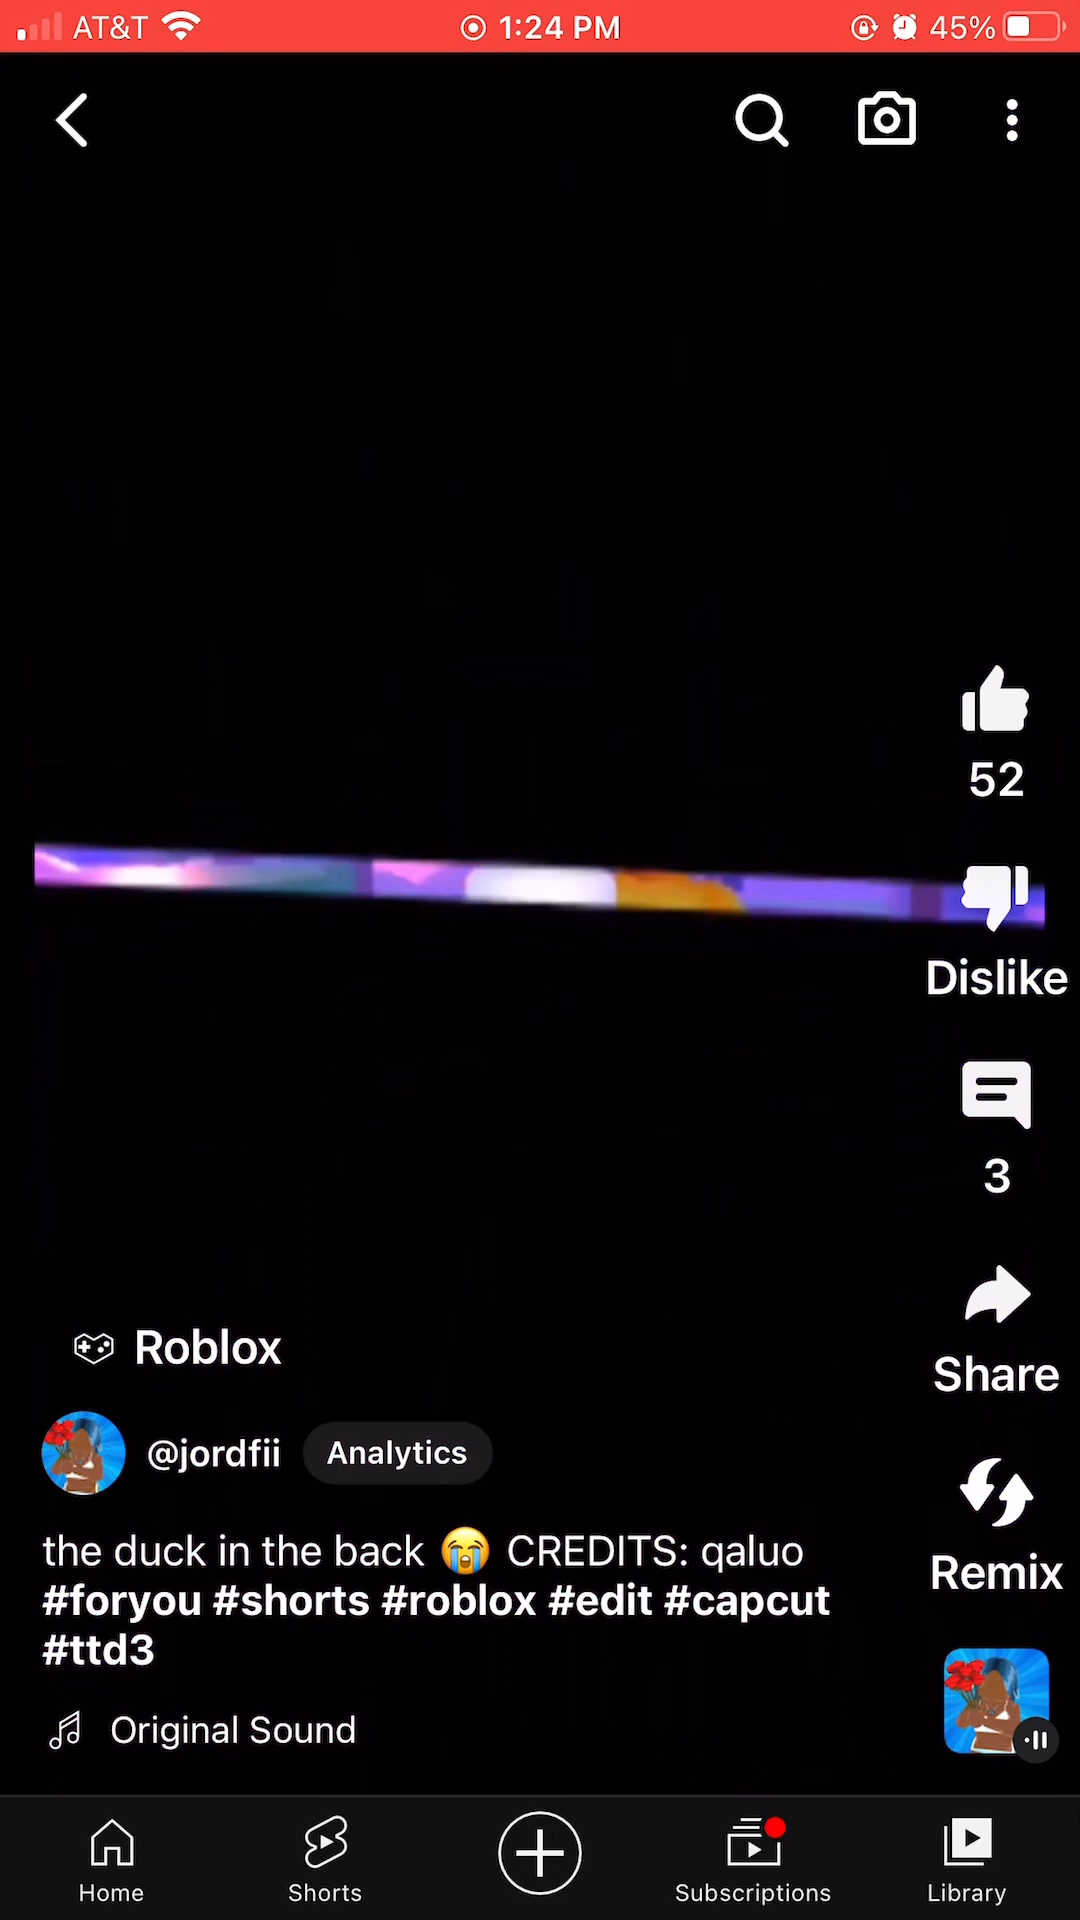 AT&T 1:24 PM 45%
52
Dislike
3
Share
Roblox
@jordfii Analytics
the duck in the back 😭 CREDITS: qaluo
#foryou #shorts #roblox #edit #capcut
#ttd3
Remix
Original Sound
Home Shorts Subscriptions Library